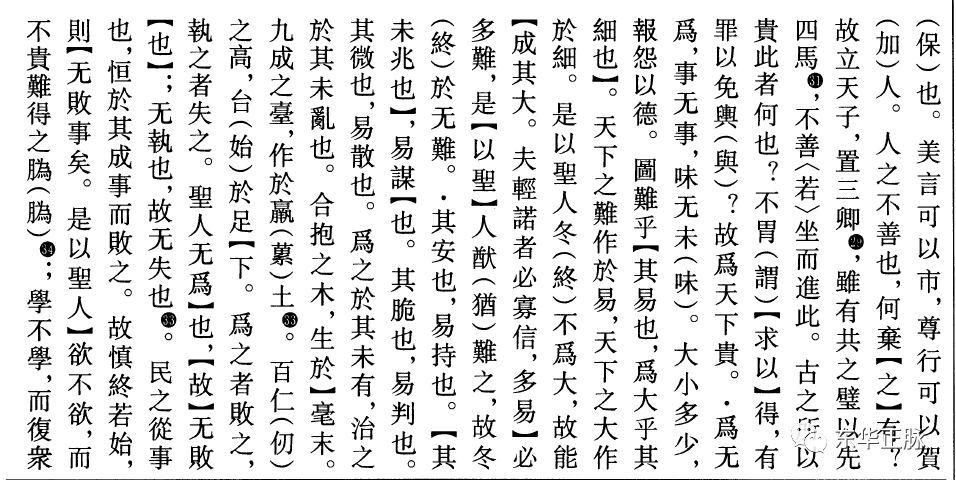 (保)也。美言可以市，尊行可以賀
(加)人。人之不善也，何棄【之】有？
故立天子，置三卿，雖有共之璧以先
四馬，不善〈若〉坐而進此。古之所以
貴此者何也？不胃(謂)【求以】得，有
罪以免輿(與)？故爲天下貴。·爲无
爲，事无事，味无未(味)。大小多少，
報怨以德。圖難乎【其易也，爲大乎其
細也】。天下之難作於易，天下之大作
於細。是以聖人冬(終)不爲大，故能
【成其大。夫輕諾者必寡信，多易】必
多難，是【以聖】人猷(猶)難之，故冬
(終)於无難。·其安也，易持也。【其
未兆也】，易謀【也。其脆也，易判也。
其微也，易散也。爲之於其未有，治之
於其未亂也。合抱之木，生於】毫末。
九成之臺，作於羸(蔂)土。百仁(仞)
之高，台(始)於足【下。爲之者敗之，
執之者失之。聖人无爲】也，【故】无敗
【也】；无執也，故无失也。民之從事
也，恒於其成事而敗之。故慎終若始，
則【无敗事矣。是以聖人】欲不欲，而
不貴難得之䞈(䞈)；學不學，而復衆
东华正脉